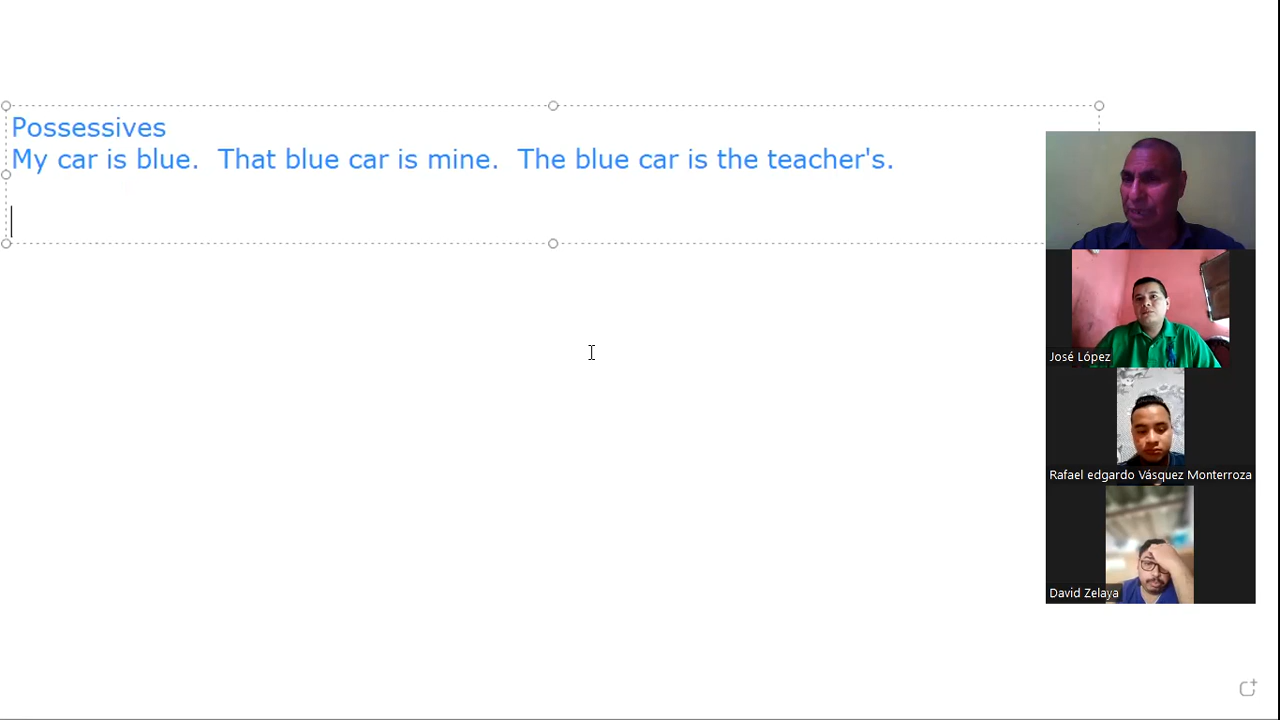 Possessives
My car is blue.  That blue car is mine.  The blue car is the teacher's.
José López
Rafael edgardo Vásquez Monterroza
David Zelaya